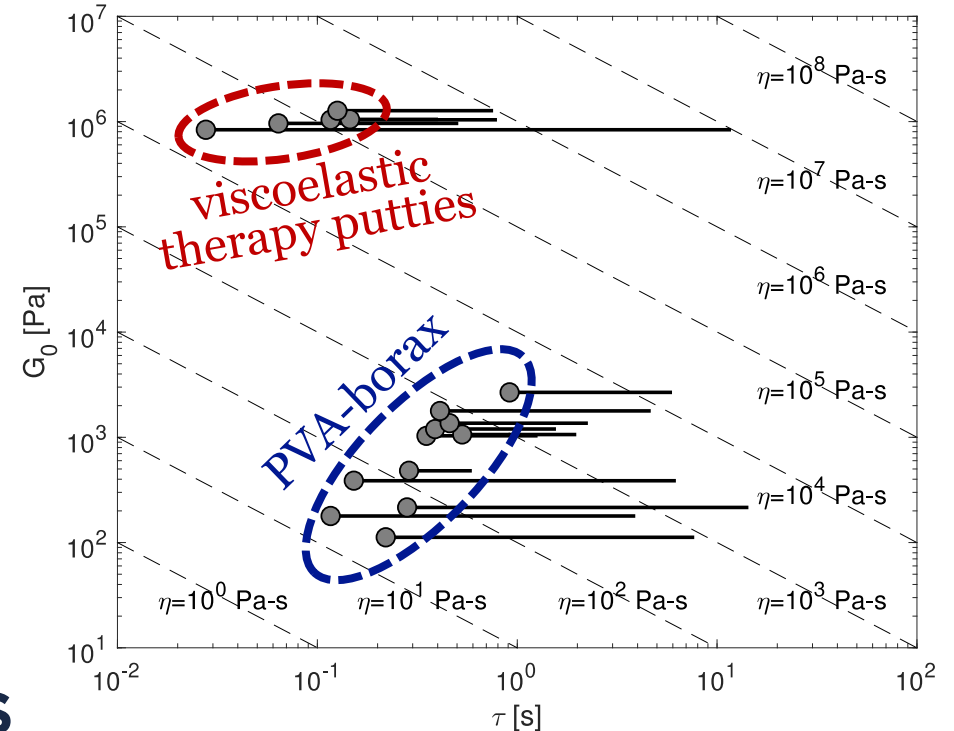 10^7
10^6
10^5
10^4
10^3
10^2
10^1
G_0 [Pa]
η=10^8 Pa-s
η=10^7 Pa-s
η=10^6 Pa-s
η=10^5 Pa-s
η=10^4 Pa-s
η=10^0 Pa-s η=10^1 Pa-s η=10^2 Pa-s η=10^3 Pa-s
viscoelastic
therapy putties
PVA-borax
10^-2 10^-1 10^0 10^1 10^2
τ [s]
s